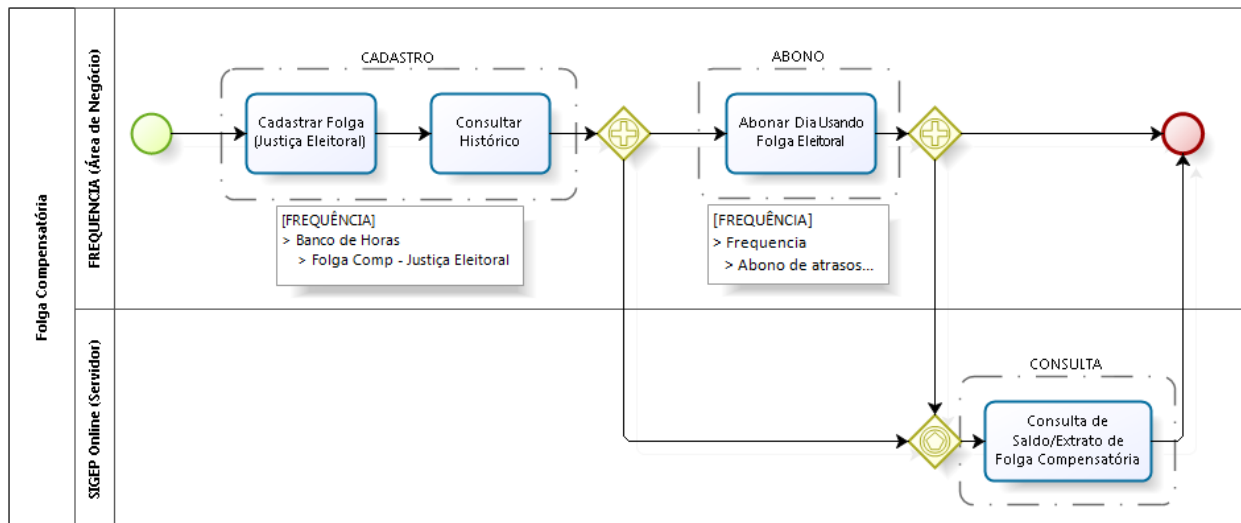 Folga Compensatória
FREQUENCIA (Área de Negócio)
CADASTRO
Cadastrar Folga
(Justiça Eleitoral)
Consultar
Histórico
[FREQUÊNCIA]
> Banco de Horas
> Folga Comp - Justiça Eleitoral
ABONO
Abonar Dia Usando
Folga Eleitoral
[FREQUÊNCIA]
> Frequencia
> Abono de atrasos...
SIGEP Online (Servidor)
CONSULTA
Consulta de
Saldo/Extrato de
Folga Compensatória